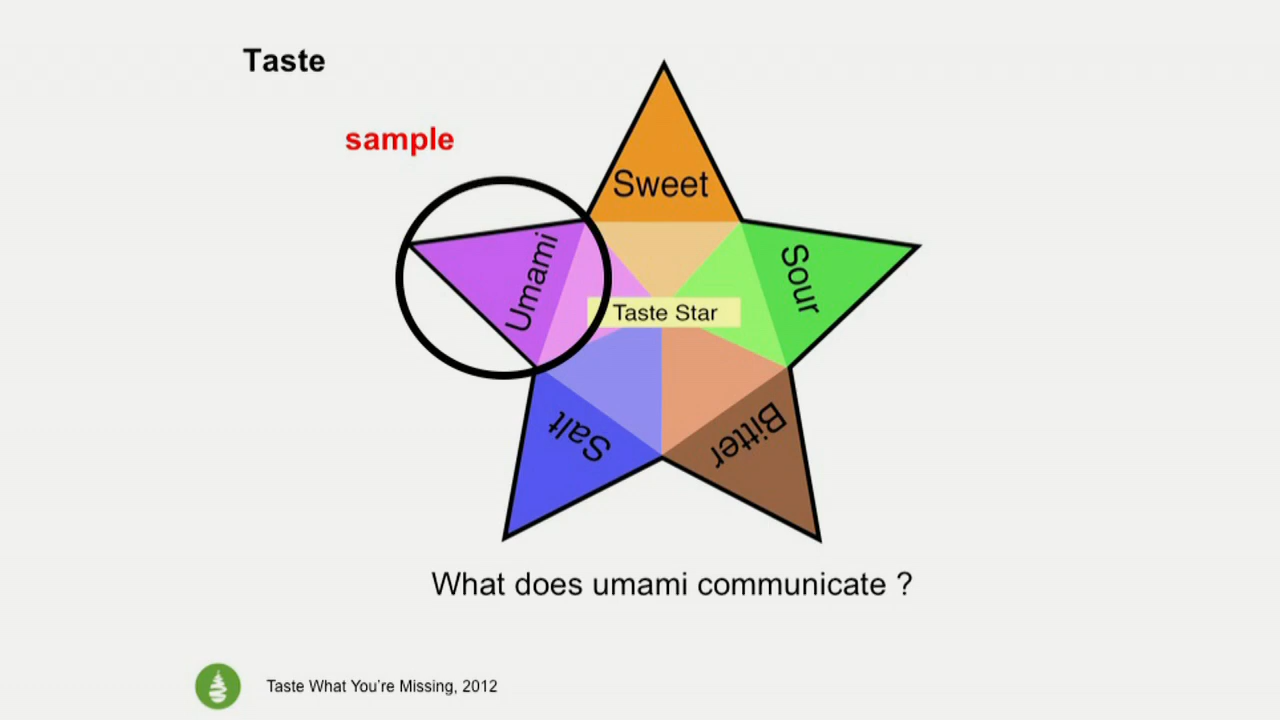 Taste
sample
Sweet
Umami
Sour
Taste Star
Salt
Bitter
What does umami communicate ?
Taste What You're Missing, 2012